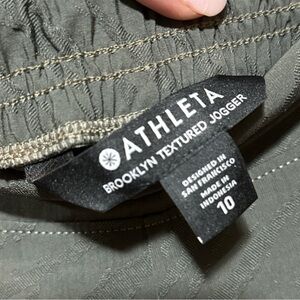 ATHLETA
BROOKLYN TEXTURED JOGGER
DESIGNED IN
SAN FRANCISCO
MADE IN
INDONESIA
10